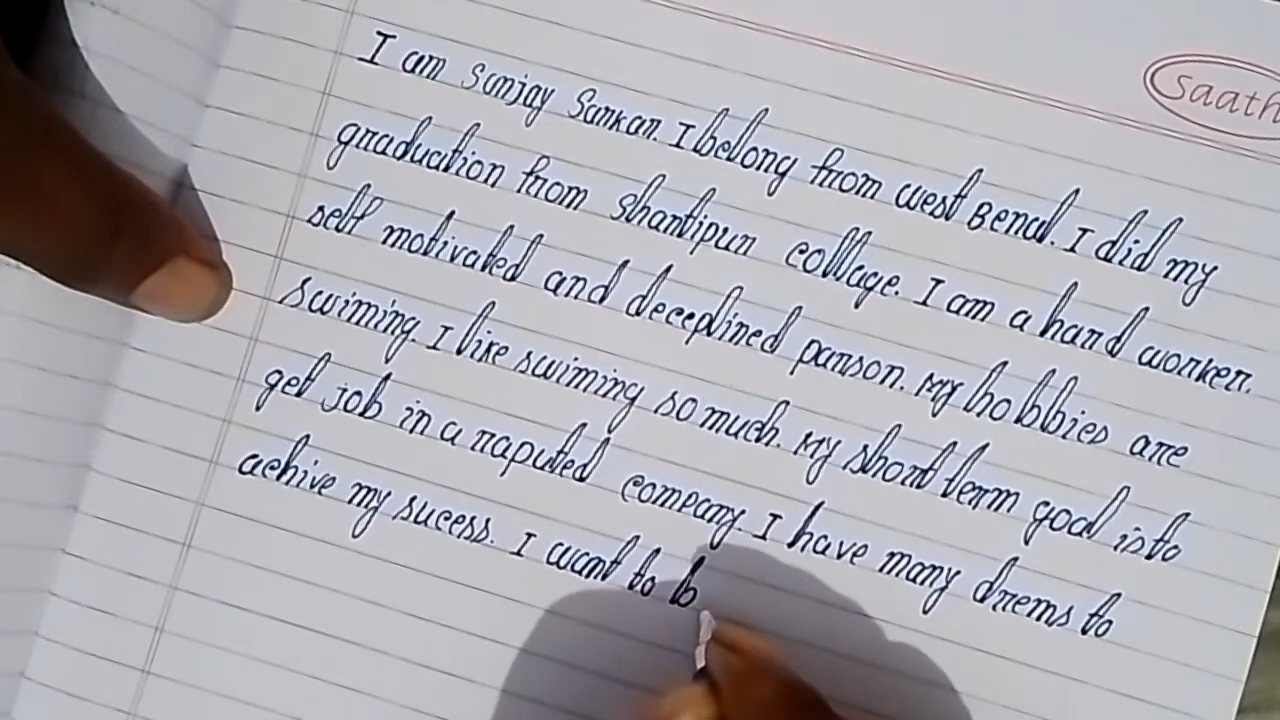 Saath
I am Sanjay Sarkar. I belong from west Bencal. I did my
graduation from Shantipur collage. I am a hard worker.
self motivated and deceplined parson. My hobbies are
swiming. I like swiming so much. My short term goal is to
get job in a raputed company. I have many drems to
achive my sucess. I want to b